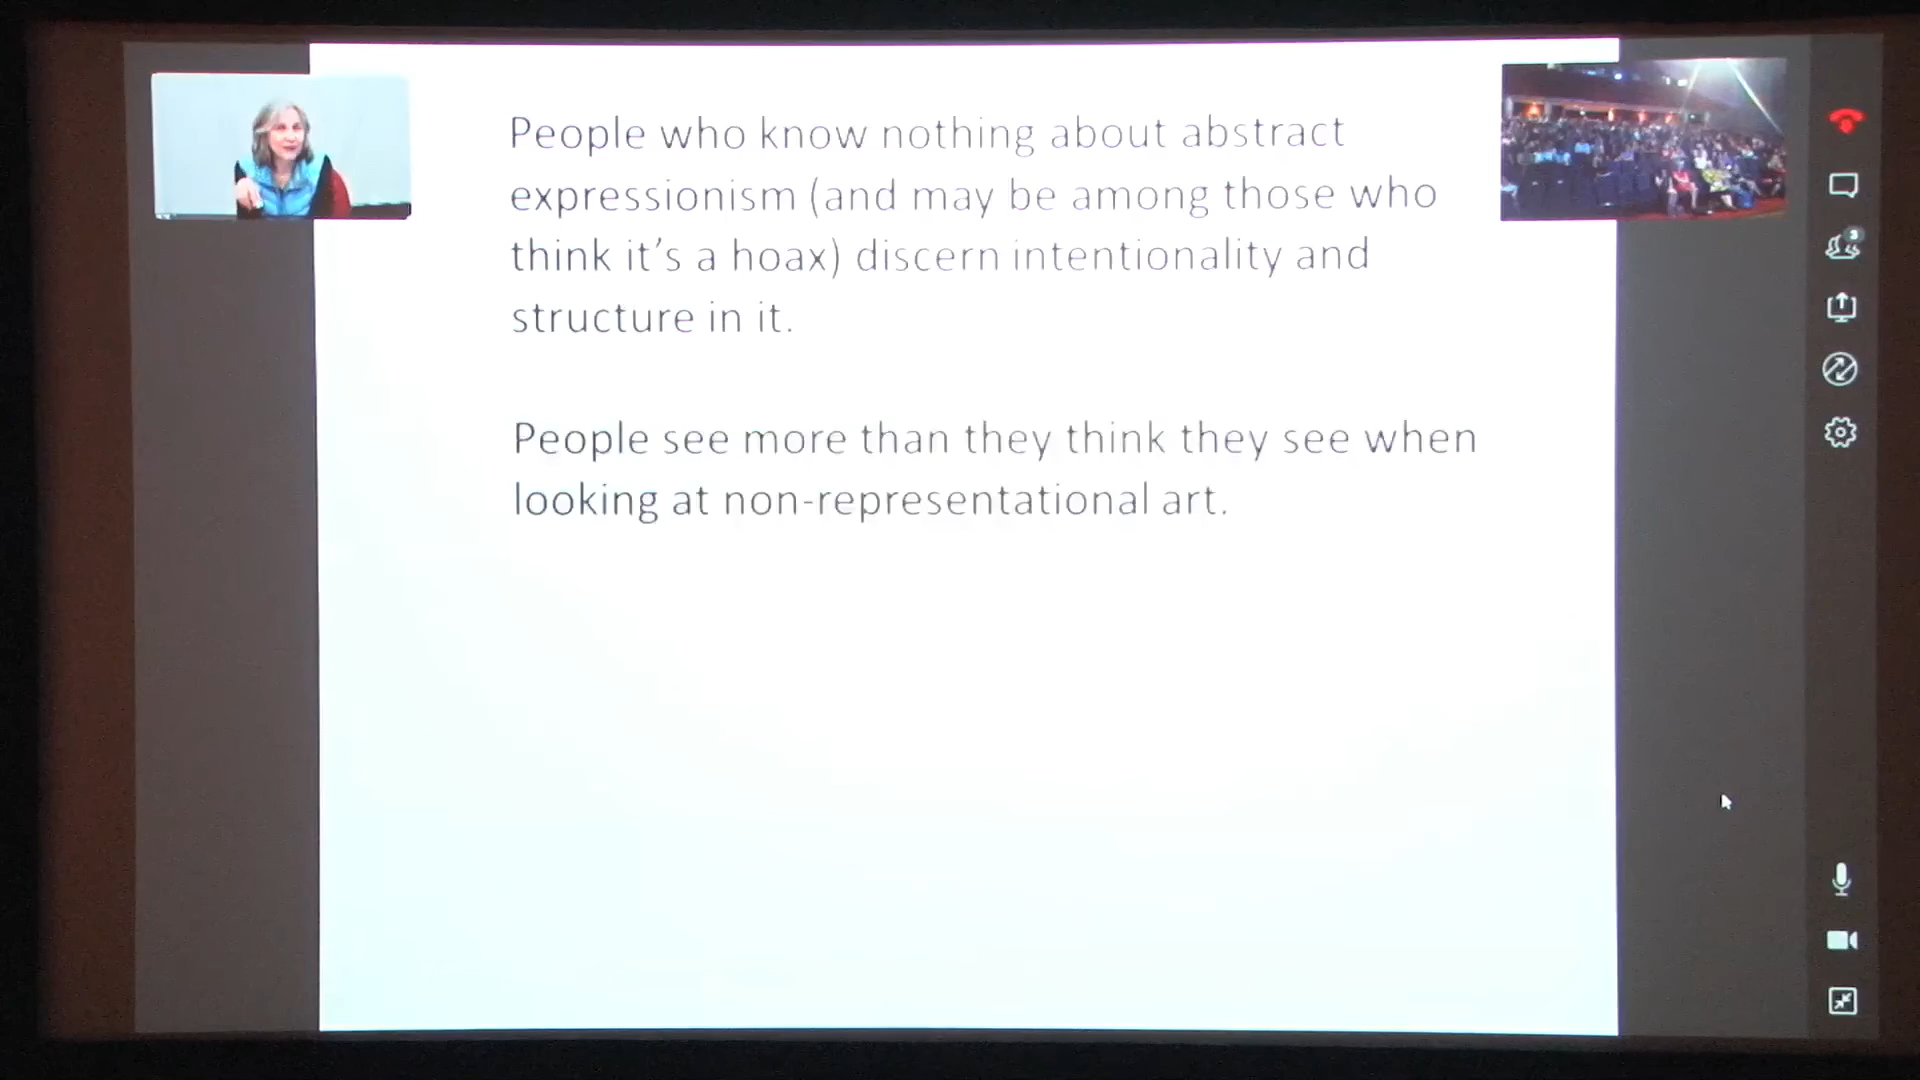 People who know nothing about abstract
expressionism (and may be among those who
think it’s a hoax) discern intentionality and
structure in it.
People see more than they think they see when
looking at non-representational art.
3